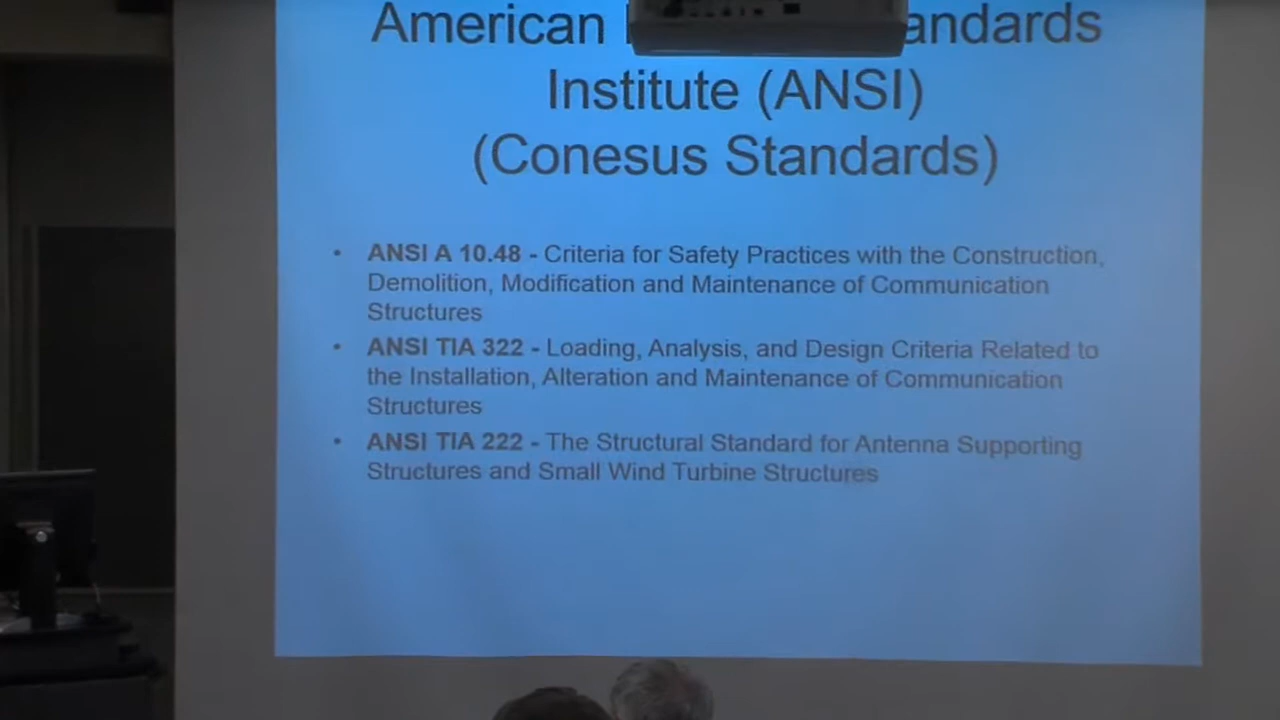 American andards
Institute (ANSI)
(Conesus Standards)
• ANSI A 10.48 - Criteria for Safety Practices with the Construction,
Demolition, Modification and Maintenance of Communication
Structures
• ANSI TIA 322 - Loading, Analysis, and Design Criteria Related to
the Installation, Alteration and Maintenance of Communication
Structures
• ANSI TIA 222 - The Structural Standard for Antenna Supporting
Structures and Small Wind Turbine Structures